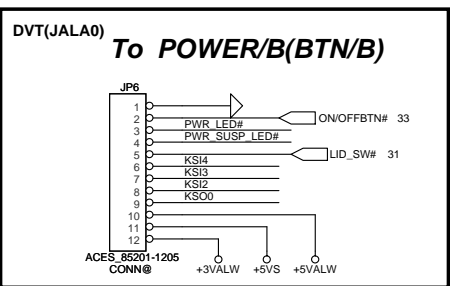 DVT(JALA0)
To POWER/B(BTN/B)
JP6
1
2 ON/OFFBTN# 33
3 PWR_LED#
4 PWR_SUSP_LED#
5 LID_SW# 31
6 KSI4
7 KSI3
8 KSI2
9 KSO0
10
11
12
ACES_85201-1205
CONN@
+3VALW +5VS +5VALW